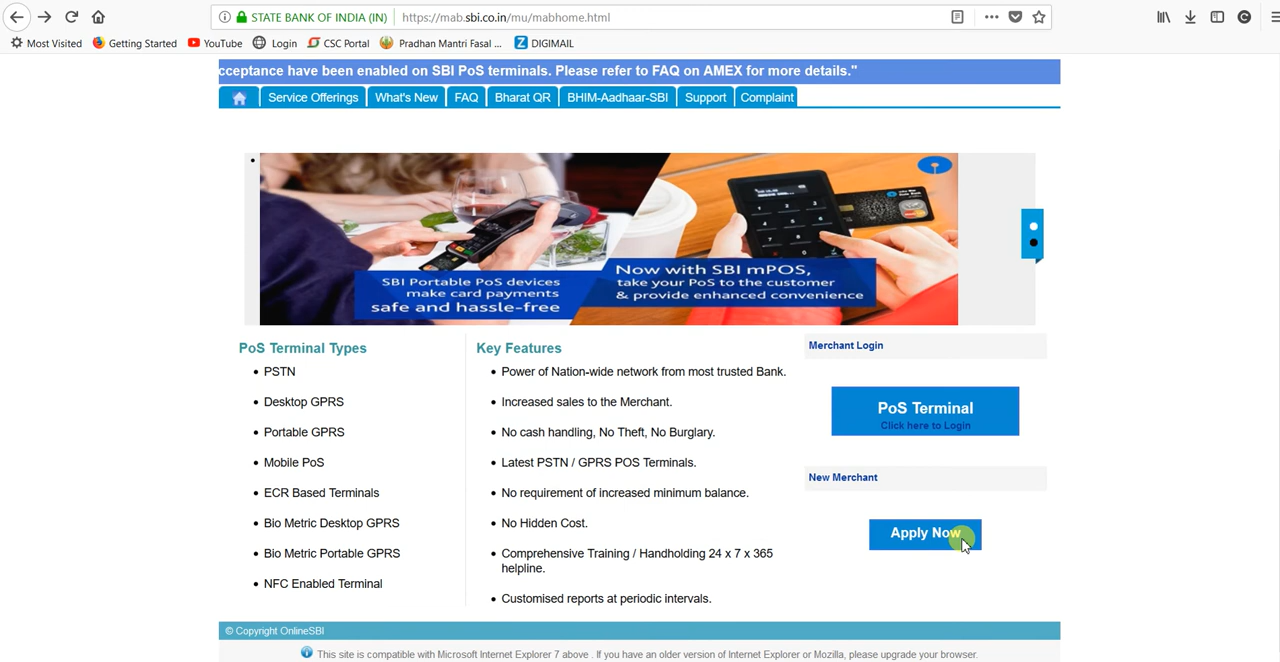 STATE BANK OF INDIA (IN) https://mab.sbi.co.in/mu/mabhome.html
Most Visited Getting Started YouTube Login CSC Portal Pradhan Mantri Fasal ... DIGIMAIL
cceptance have been enabled on SBI PoS terminals. Please refer to FAQ on AMEX for more details."
Service Offerings What's New FAQ Bharat QR BHIM-Aadhaar-SBI Support Complaint
SBI Portable PoS devices
make card payments
safe and hassle-free
Now with SBI mPOS,
take your PoS to the customer
& provide enhanced convenience
PoS Terminal Types
• PSTN
• Desktop GPRS
• Portable GPRS
• Mobile PoS
• ECR Based Terminals
• Bio Metric Desktop GPRS
• Bio Metric Portable GPRS
• NFC Enabled Terminal
Key Features
• Power of Nation-wide network from most trusted Bank.
• Increased sales to the Merchant.
• No cash handling, No Theft, No Burglary.
• Latest PSTN / GPRS POS Terminals.
• No requirement of increased minimum balance.
• No Hidden Cost.
• Comprehensive Training / Handholding 24 x 7 x 365
helpline.
• Customised reports at periodic intervals.
Merchant Login
PoS Terminal
Click here to Login
New Merchant
Apply Now
© Copyright OnlineSBI
This site is compatible with Microsoft Internet Explorer 7 above . If you have an older version of Internet Explorer or Mozilla, please upgrade your browser.